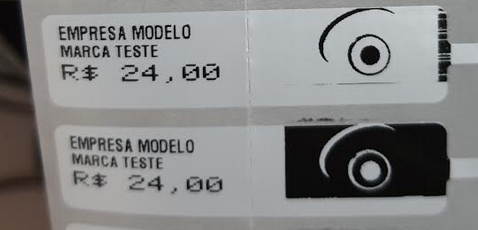 EMPRESA MODELO
MARCA TESTE
R$ 24,00
EMPRESA MODELO
MARCA TESTE
R$ 24,00